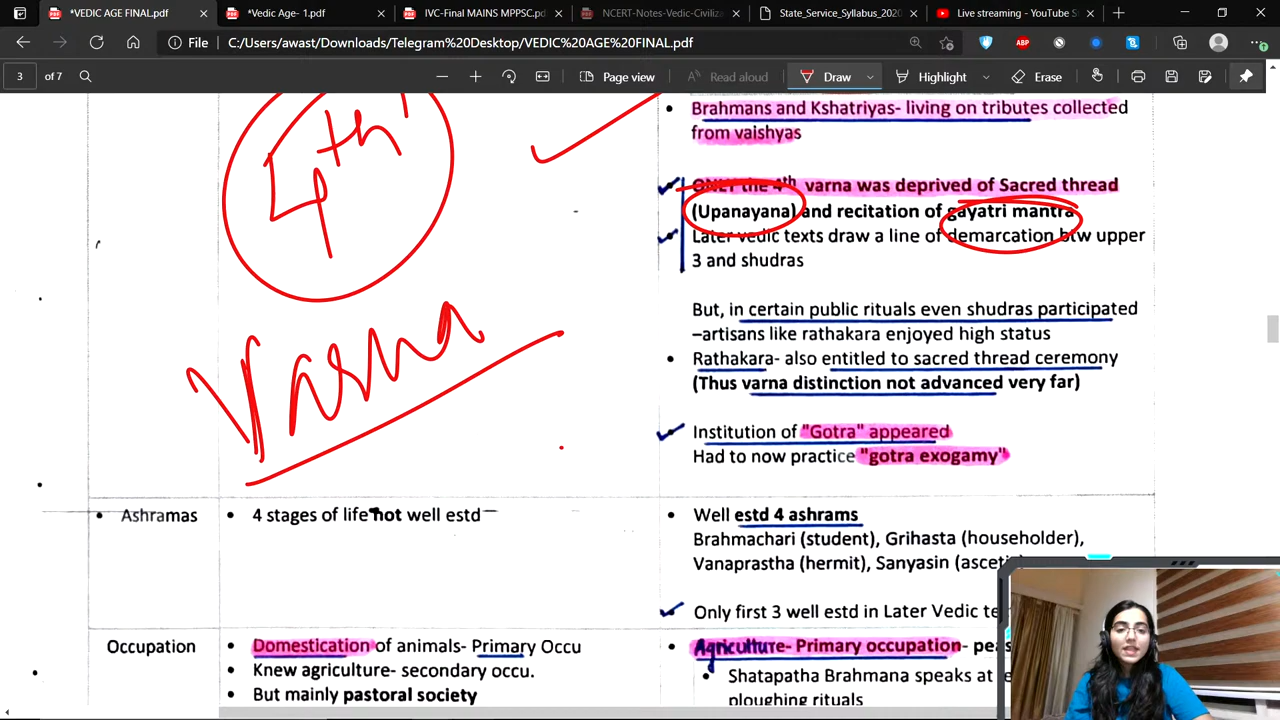 *VEDIC AGE FINAL.pdf
*Vedic Age- 1.pdf
IVC-Final MAINS MPPSC.pd
NCERT-Notes-Vedic-Civiliza
State_Service_Syllabus_2020
Live streaming - YouTube S
File
C:/Users/awast/Downloads/Telegram%20Desktop/VEDIC%20AGE%20FINAL.pdf
ABP
3 of 7
Page view
Read aloud
Draw
Highlight
Erase
4th
Varna
Brahmans and Kshatriyas- living on tributes collected
from vaishyas
ONLY the 4th varna was deprived of Sacred thread
(Upanayana) and recitation of gayatri mantra
Later vedic texts draw a line of demarcation btw upper
3 and shudras
But, in certain public rituals even shudras participated
–artisans like rathakara enjoyed high status
Rathakara- also entitled to sacred thread ceremony
(Thus varna distinction not advanced very far)
Institution of "Gotra" appeared
Had to now practice "gotra exogamy"
Ashramas
4 stages of life not well estd
Well estd 4 ashrams
Brahmachari (student), Grihasta (householder),
Vanaprastha (hermit), Sanyasin (asceti
Only first 3 well estd in Later Vedic te
Occupation
Domestication of animals- Primary Occu
Knew agriculture- secondary occu.
But mainly pastoral society
Agriculture- Primary occupation- pea
Shatapatha Brahmana speaks at le
ploughing rituals